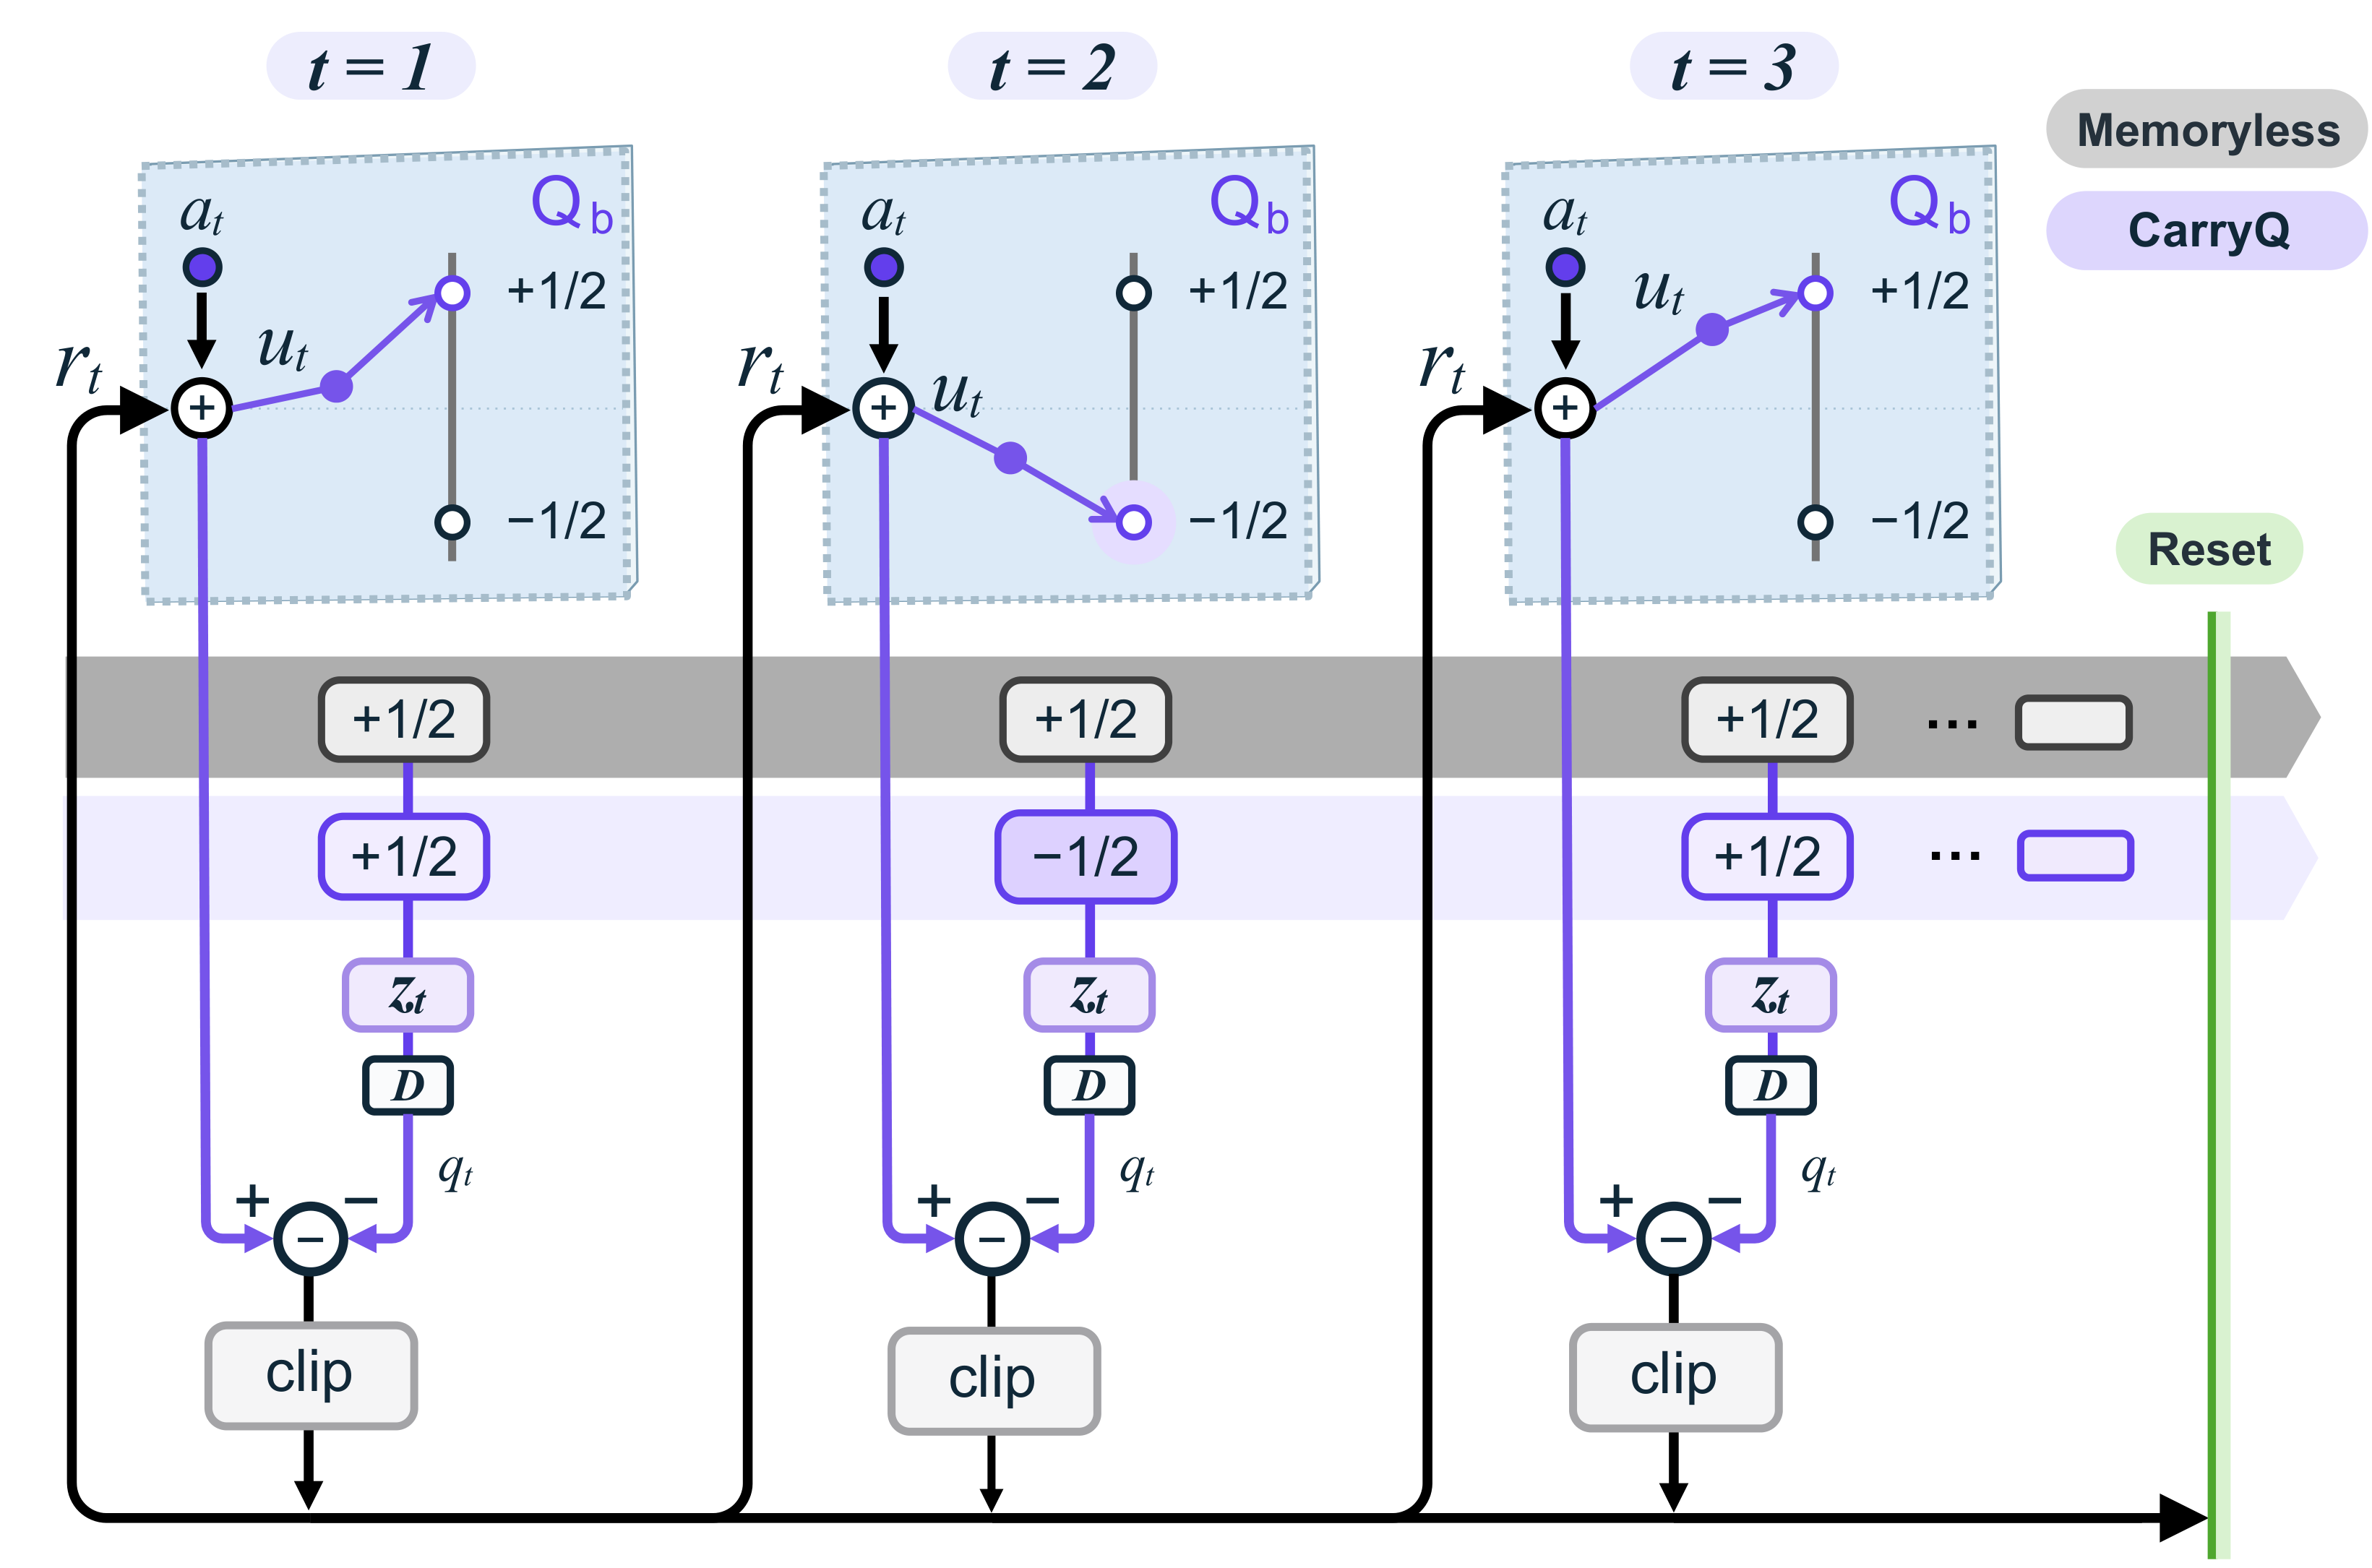 t = 1
t = 2
t = 3
Memoryless
CarryQ
a_t
Q_b
+1/2
u_t
r_t
+
−1/2
a_t
Q_b
+1/2
u_t
r_t
+
−1/2
a_t
Q_b
+1/2
u_t
r_t
+
−1/2
Reset
+1/2
+1/2
+1/2
...
+1/2
−1/2
+1/2
...
z_t
z_t
z_t
D
D
D
q_t
q_t
q_t
+ −
+ −
+ −
−
−
−
clip
clip
clip